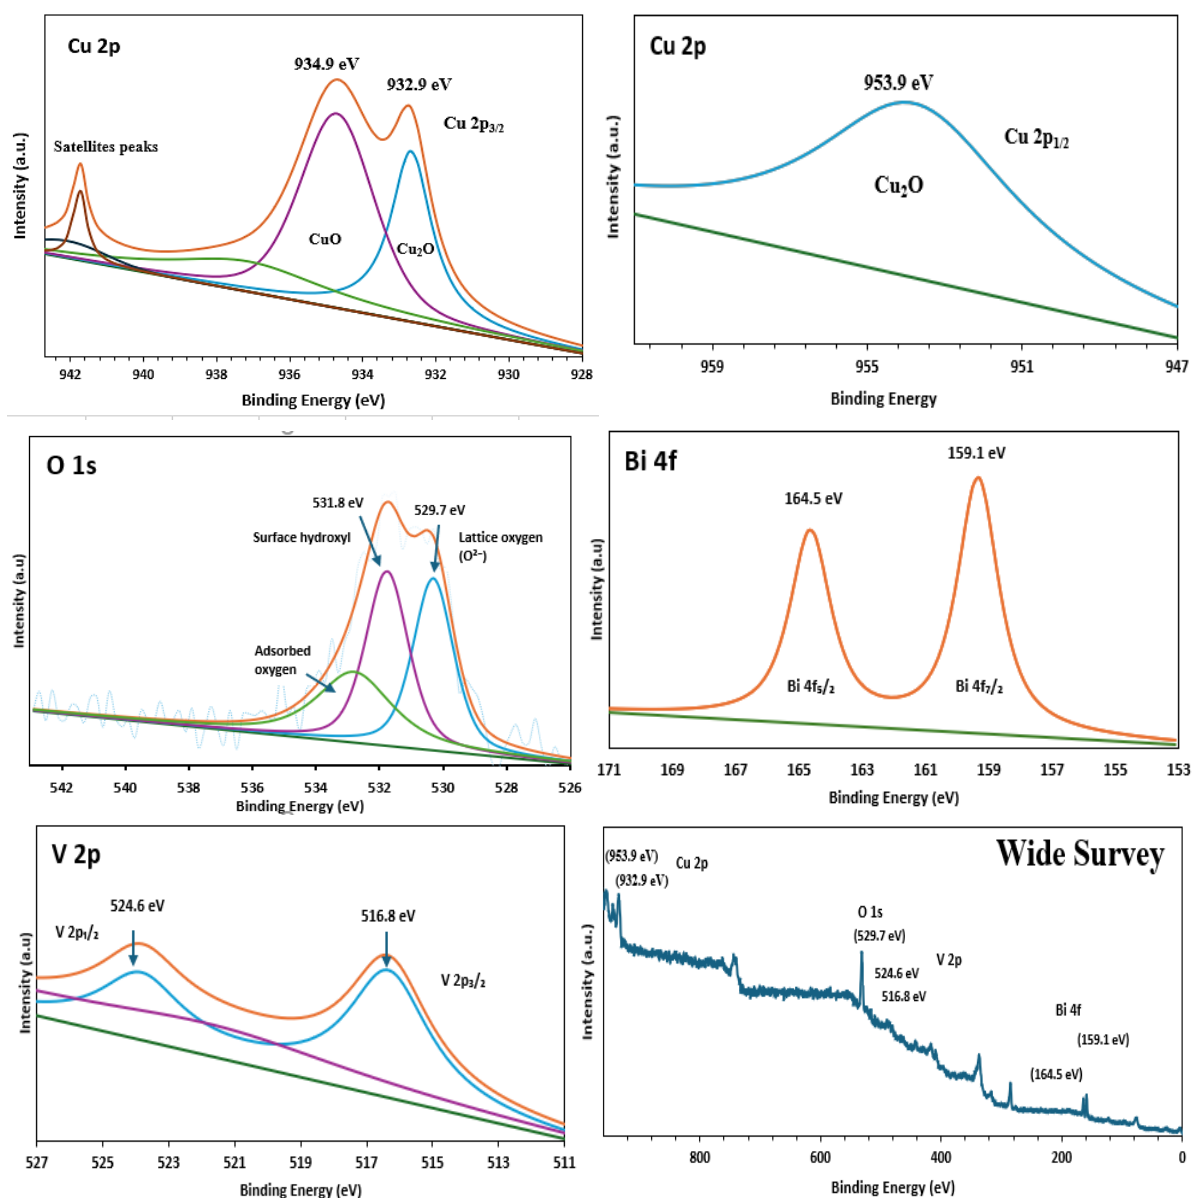 Cu 2p
934.9 eV
932.9 eV
Cu 2p₃/₂
Satellites peaks
CuO
Cu₂O
Intensity (a.u.)
942 940 938 936 934 932 930 928
Binding Energy (eV)
Cu 2p
953.9 eV
Cu 2p₁/₂
Cu₂O
Intensity (a.u.)
959 955 951 947
Binding Energy
O 1s
531.8 eV
529.7 eV
Surface hydroxyl
Lattice oxygen
(O²⁻)
Adsorbed
oxygen
Intensity (a.u)
542 540 538 536 534 532 530 528 526
Binding Energy (eV)
Bi 4f
159.1 eV
164.5 eV
Bi 4f₅/₂
Bi 4f₇/₂
Intensity (a.u)
171 169 167 165 163 161 159 157 155 153
Binding Energy (eV)
V 2p
524.6 eV
516.8 eV
V 2p₁/₂
V 2p₃/₂
Intensity (a.u)
527 525 523 521 519 517 515 513 511
Binding Energy (eV)
Wide Survey
(953.9 eV)
Cu 2p
(932.9 eV)
O 1s
(529.7 eV)
V 2p
524.6 eV
516.8 eV
Bi 4f
(159.1 eV)
(164.5 eV)
Intensity (a.u.)
800 600 400 200 0
Binding Energy (eV)